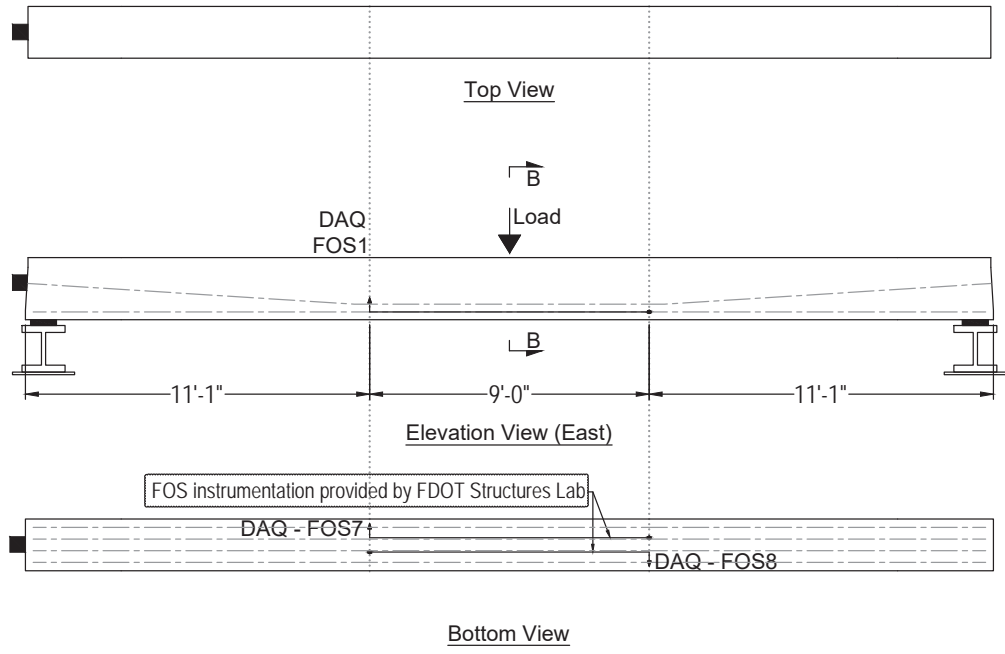 Top View
B
Load
DAQ
FOS1
B
11'-1"
9'-0"
11'-1"
Elevation View (East)
FOS instrumentation provided by FDOT Structures Lab
DAQ - FOS7
DAQ - FOS8
Bottom View